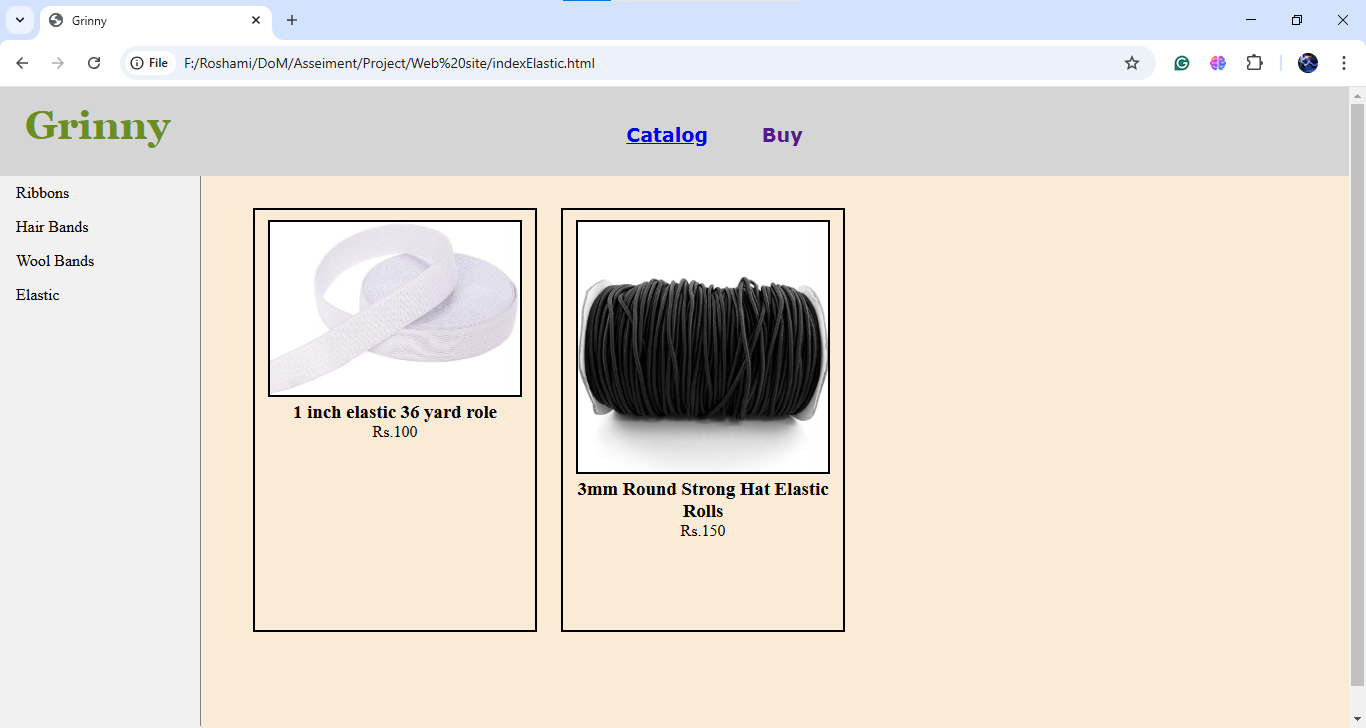 Grinny
File F:/Roshami/DoM/Asseiment/Project/Web%20site/indexElastic.html
Grinny
Catalog Buy
Ribbons
Hair Bands
Wool Bands
Elastic
1 inch elastic 36 yard role
Rs.100
3mm Round Strong Hat Elastic
Rolls
Rs.150